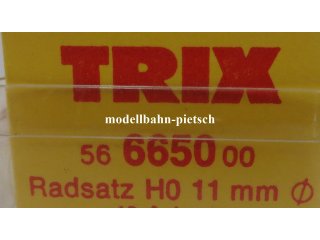 TRIX
modellbahn-pietsch
56 6650 00
Radsatz H0 11 mm Ø